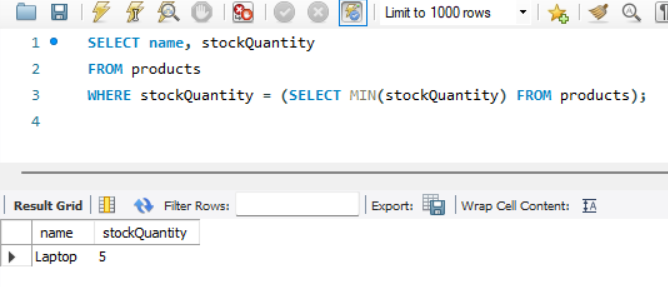 Limit to 1000 rows
1 SELECT name, stockQuantity
2 FROM products
3 WHERE stockQuantity = (SELECT MIN(stockQuantity) FROM products);
4
Result Grid Filter Rows: Export: Wrap Cell Content: IA
name stockQuantity
Laptop 5